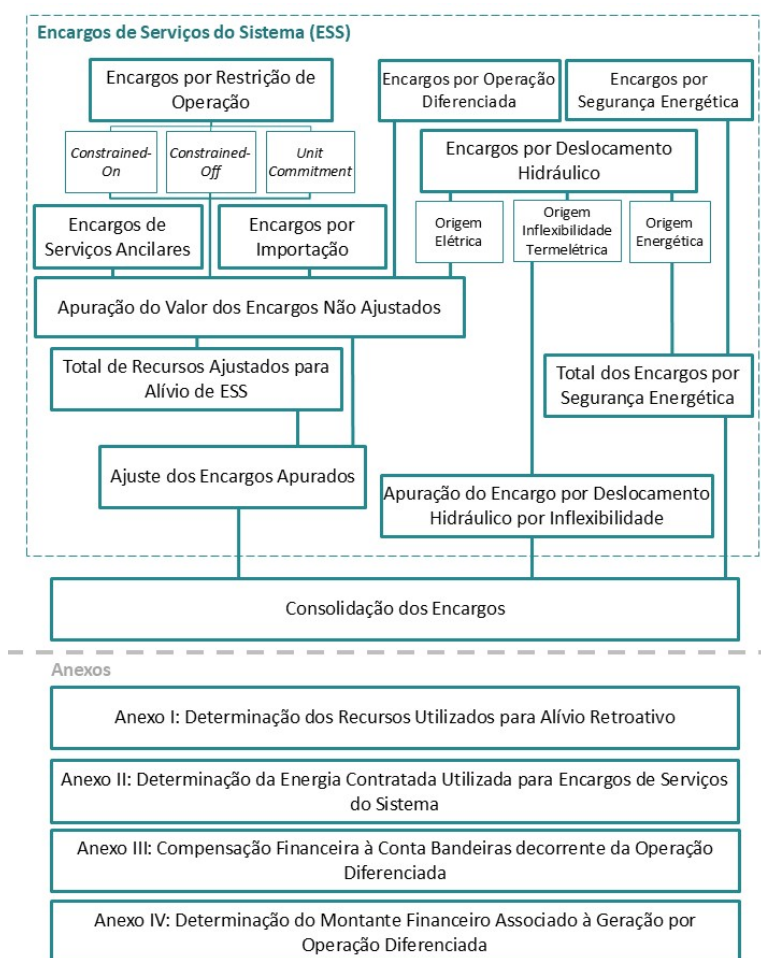 Encargos de Serviços do Sistema (ESS)
Encargos por Restrição de
Operação
Encargos por Operação
Diferenciada
Encargos por
Segurança Energética
Constrained-
On
Constrained-
Off
Unit
Commitment
Encargos por Deslocamento
Hidráulico
Encargos de
Serviços Ancilares
Encargos por
Importação
Origem
Elétrica
Origem
Inflexibilidade
Termelétrica
Origem
Energética
Apuração do Valor dos Encargos Não Ajustados
Total de Recursos Ajustados para
Alívio de ESS
Total dos Encargos por
Segurança Energética
Ajuste dos Encargos Apurados
Apuração do Encargo por Deslocamento
Hidráulico por Inflexibilidade
Consolidação dos Encargos
Anexos
Anexo I: Determinação dos Recursos Utilizados para Alívio Retroativo
Anexo II: Determinação da Energia Contratada Utilizada para Encargos de Serviços
do Sistema
Anexo III: Compensação Financeira à Conta Bandeiras decorrente da Operação
Diferenciada
Anexo IV: Determinação do Montante Financeiro Associado à Geração por
Operação Diferenciada